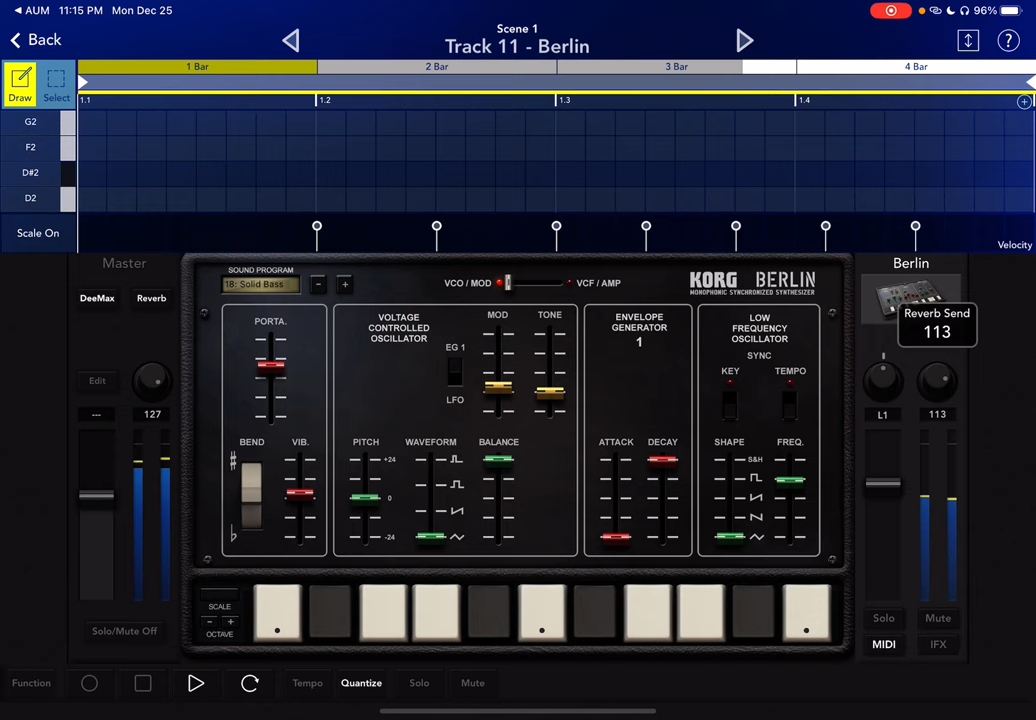 ◀ AUM 11:15 PM Mon Dec 25
96%
Scene 1
Back
Track 11 - Berlin
?
1 Bar 2 Bar 3 Bar 4 Bar
Draw Select
1.1 1.2 1.3 1.4
G2
F2
D#2
D2
Scale On
Velocity
Master
Berlin
SOUND PROGRAM
18: Solid Bass - +
VCO / MOD VCF / AMP
KORG BERLIN
MONOPHONIC SYNCHRONIZED SYNTHESIZER
DeeMax Reverb
Reverb Send
113
PORTA.
VOLTAGE
CONTROLLED
OSCILLATOR
MOD TONE
EG 1
LFO
ENVELOPE
GENERATOR
1
LOW
FREQUENCY
OSCILLATOR
SYNC
KEY TEMPO
Edit
--- 127
L1 113
BEND VIB.
PITCH WAVEFORM BALANCE
+24
0
-24
ATTACK DECAY
SHAPE FREQ.
S&H
SCALE
- +
OCTAVE
Solo/Mute Off
Solo Mute
MIDI IFX
Function Tempo Quantize Solo Mute